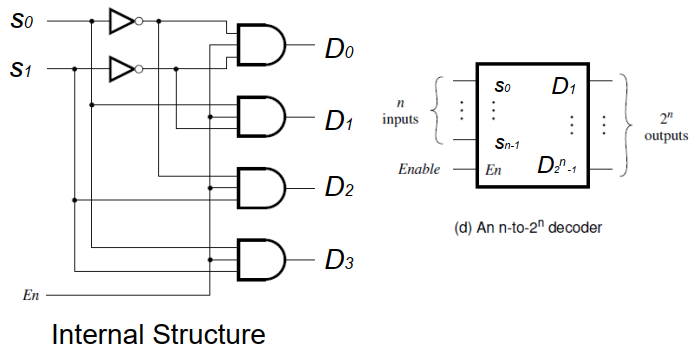 S0
S1
D0
D1
D2
D3
En
Internal Structure
n
inputs
Enable
S0
Sn-1
En
D1
D2ⁿ-1
2ⁿ
outputs
(d) An n-to-2ⁿ decoder